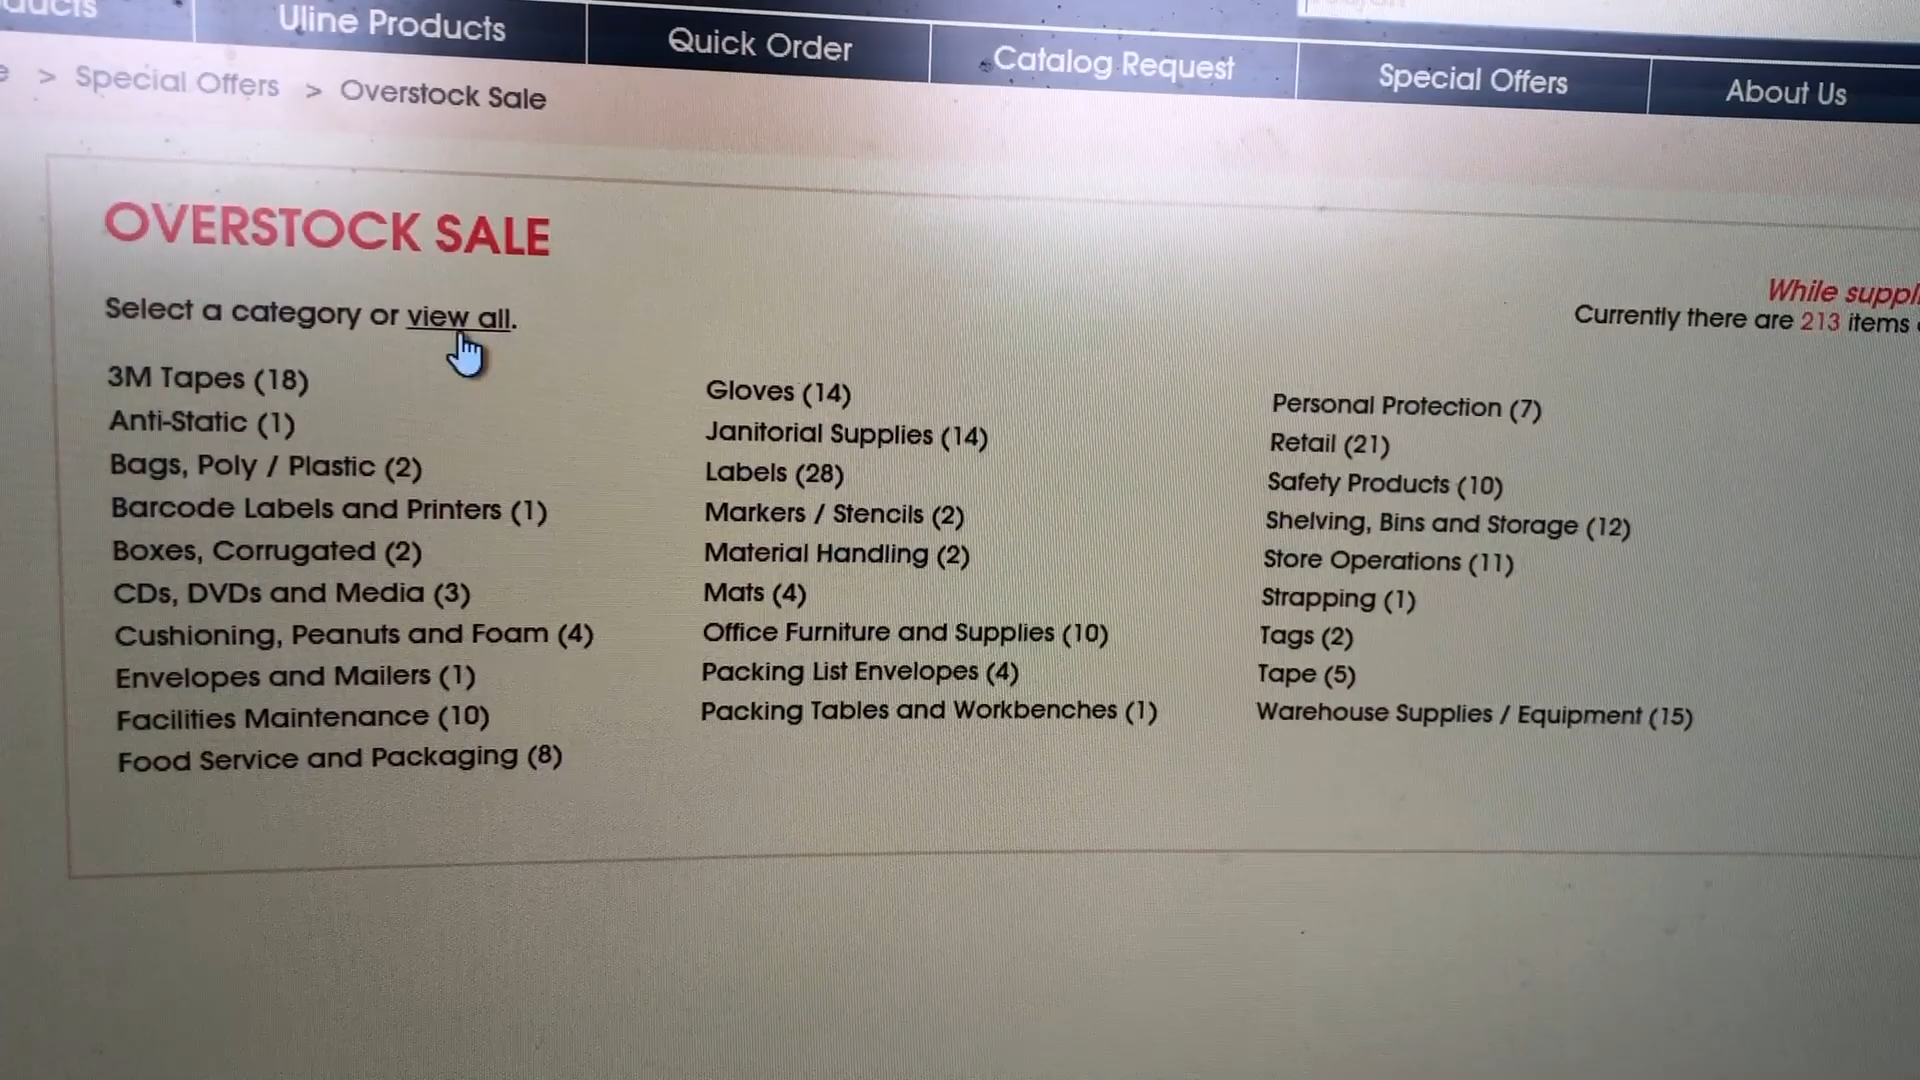 Uline Products
Quick Order
Catalog Request
Special Offers
About Us
> Special Offers > Overstock Sale
OVERSTOCK SALE
While
Currently there are 213 items
Select a category or view all.
3M Tapes (18)
Anti-Static (1)
Bags, Poly / Plastic (2)
Barcode Labels and Printers (1)
Boxes, Corrugated (2)
CDs, DVDs and Media (3)
Cushioning, Peanuts and Foam (4)
Envelopes and Mailers (1)
Facilities Maintenance (10)
Food Service and Packaging (8)
Gloves (14)
Janitorial Supplies (14)
Labels (28)
Markers / Stencils (2)
Material Handling (2)
Mats (4)
Office Furniture and Supplies (10)
Packing List Envelopes (4)
Packing Tables and Workbenches (1)
Personal Protection (7)
Retail (21)
Safety Products (10)
Shelving, Bins and Storage (12)
Store Operations (11)
Strapping (1)
Tags (2)
Tape (5)
Warehouse Supplies / Equipment (15)